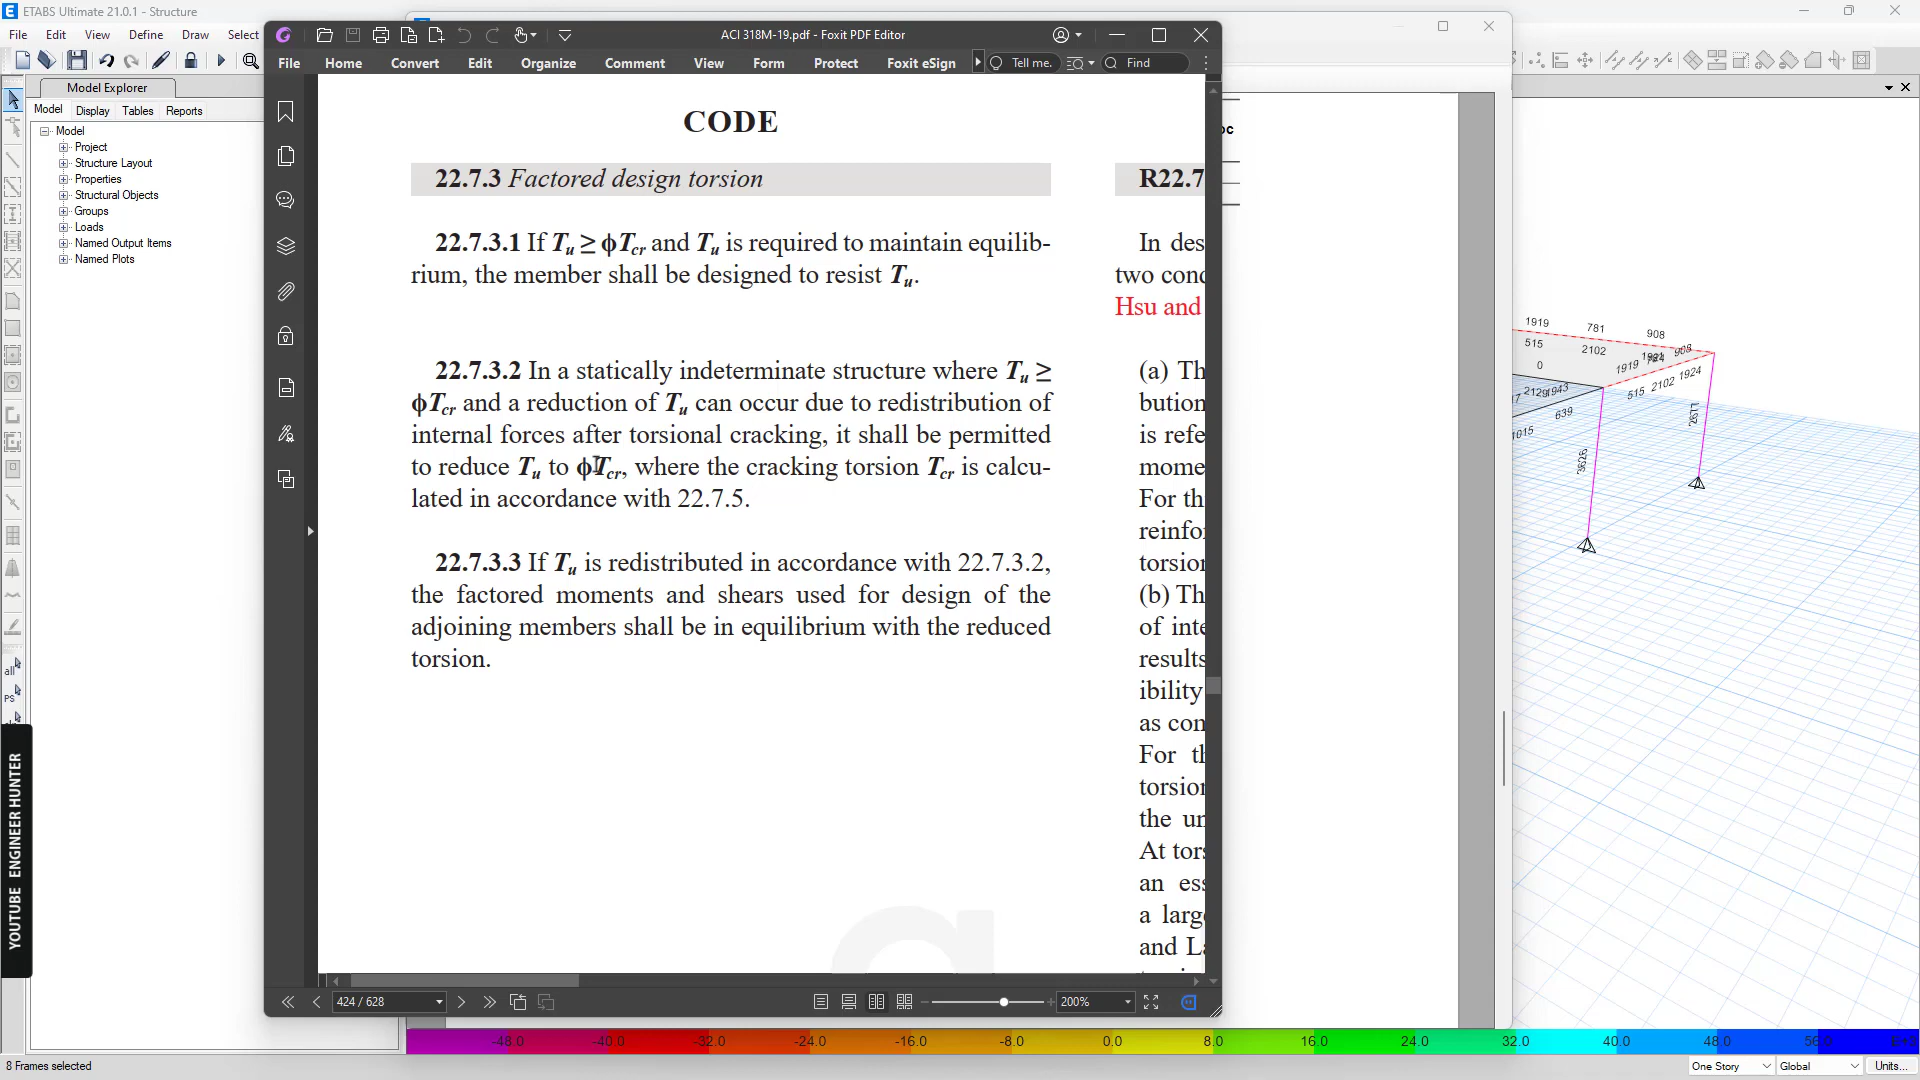 ETABS Ultimate 21.0.1 - Structure
File Edit View Define Draw Select
Model Explorer
Model Display Tables Reports
Model
Project
Structure Layout
Properties
Structural Objects
Groups
Loads
Named Output Items
Named Plots
all
PS
YOUTUBE ENGINEER HUNTER
ACI 318M-19.pdf - Foxit PDF Editor
File Home Convert Edit Organize Comment View Form Protect Foxit eSign Tell me. Find
CODE
22.7.3 Factored design torsion
22.7.3.1 If Tu ≥ ϕTcr and Tu is required to maintain equilib-
rium, the member shall be designed to resist Tu.
22.7.3.2 In a statically indeterminate structure where Tu ≥
ϕTcr and a reduction of Tu can occur due to redistribution of
internal forces after torsional cracking, it shall be permitted
to reduce Tu to ϕTcr, where the cracking torsion Tcr is calcu-
lated in accordance with 22.7.5.
22.7.3.3 If Tu is redistributed in accordance with 22.7.3.2,
the factored moments and shears used for design of the
adjoining members shall be in equilibrium with the reduced
torsion.
R22.7
In des
two cond
Hsu and
(a) Th
bution
is refe
mome
For th
reinfor
torsion
(b) Th
of inte
results
ibility
as con
For th
torsion
the un
At tors
an ess
a large
and La
oc
1919 781 908
515 2102 908
0 1919
515 2102 1924
639
1015
3626
424 / 628
200%
-48.0 -40.0 -32.0 -24.0 -16.0 -8.0 0.0 8.0 16.0 24.0 32.0 40.0 48.0 56.0
8 Frames selected
One Story Global Units...